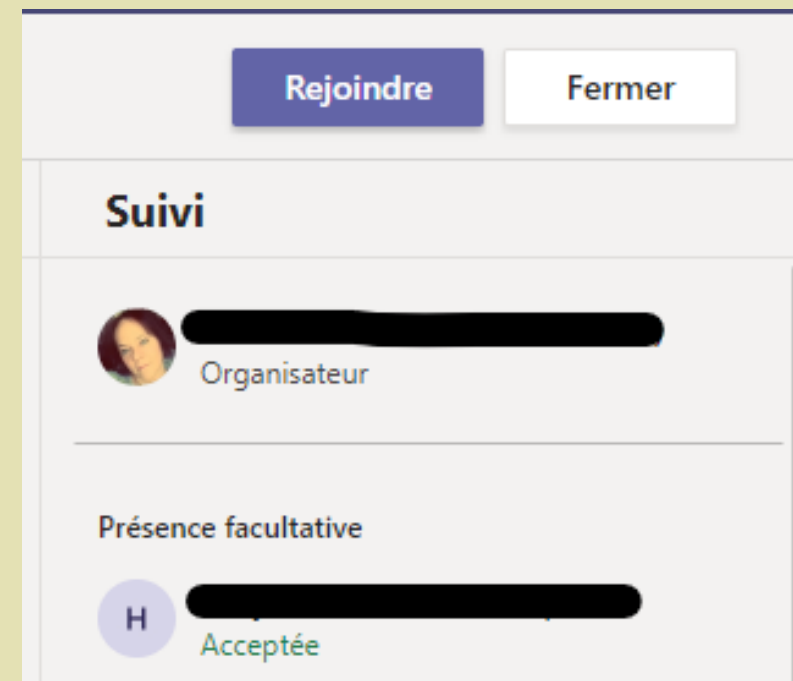 Rejoindre Fermer
Suivi
Organisateur
Présence facultative
H
Acceptée